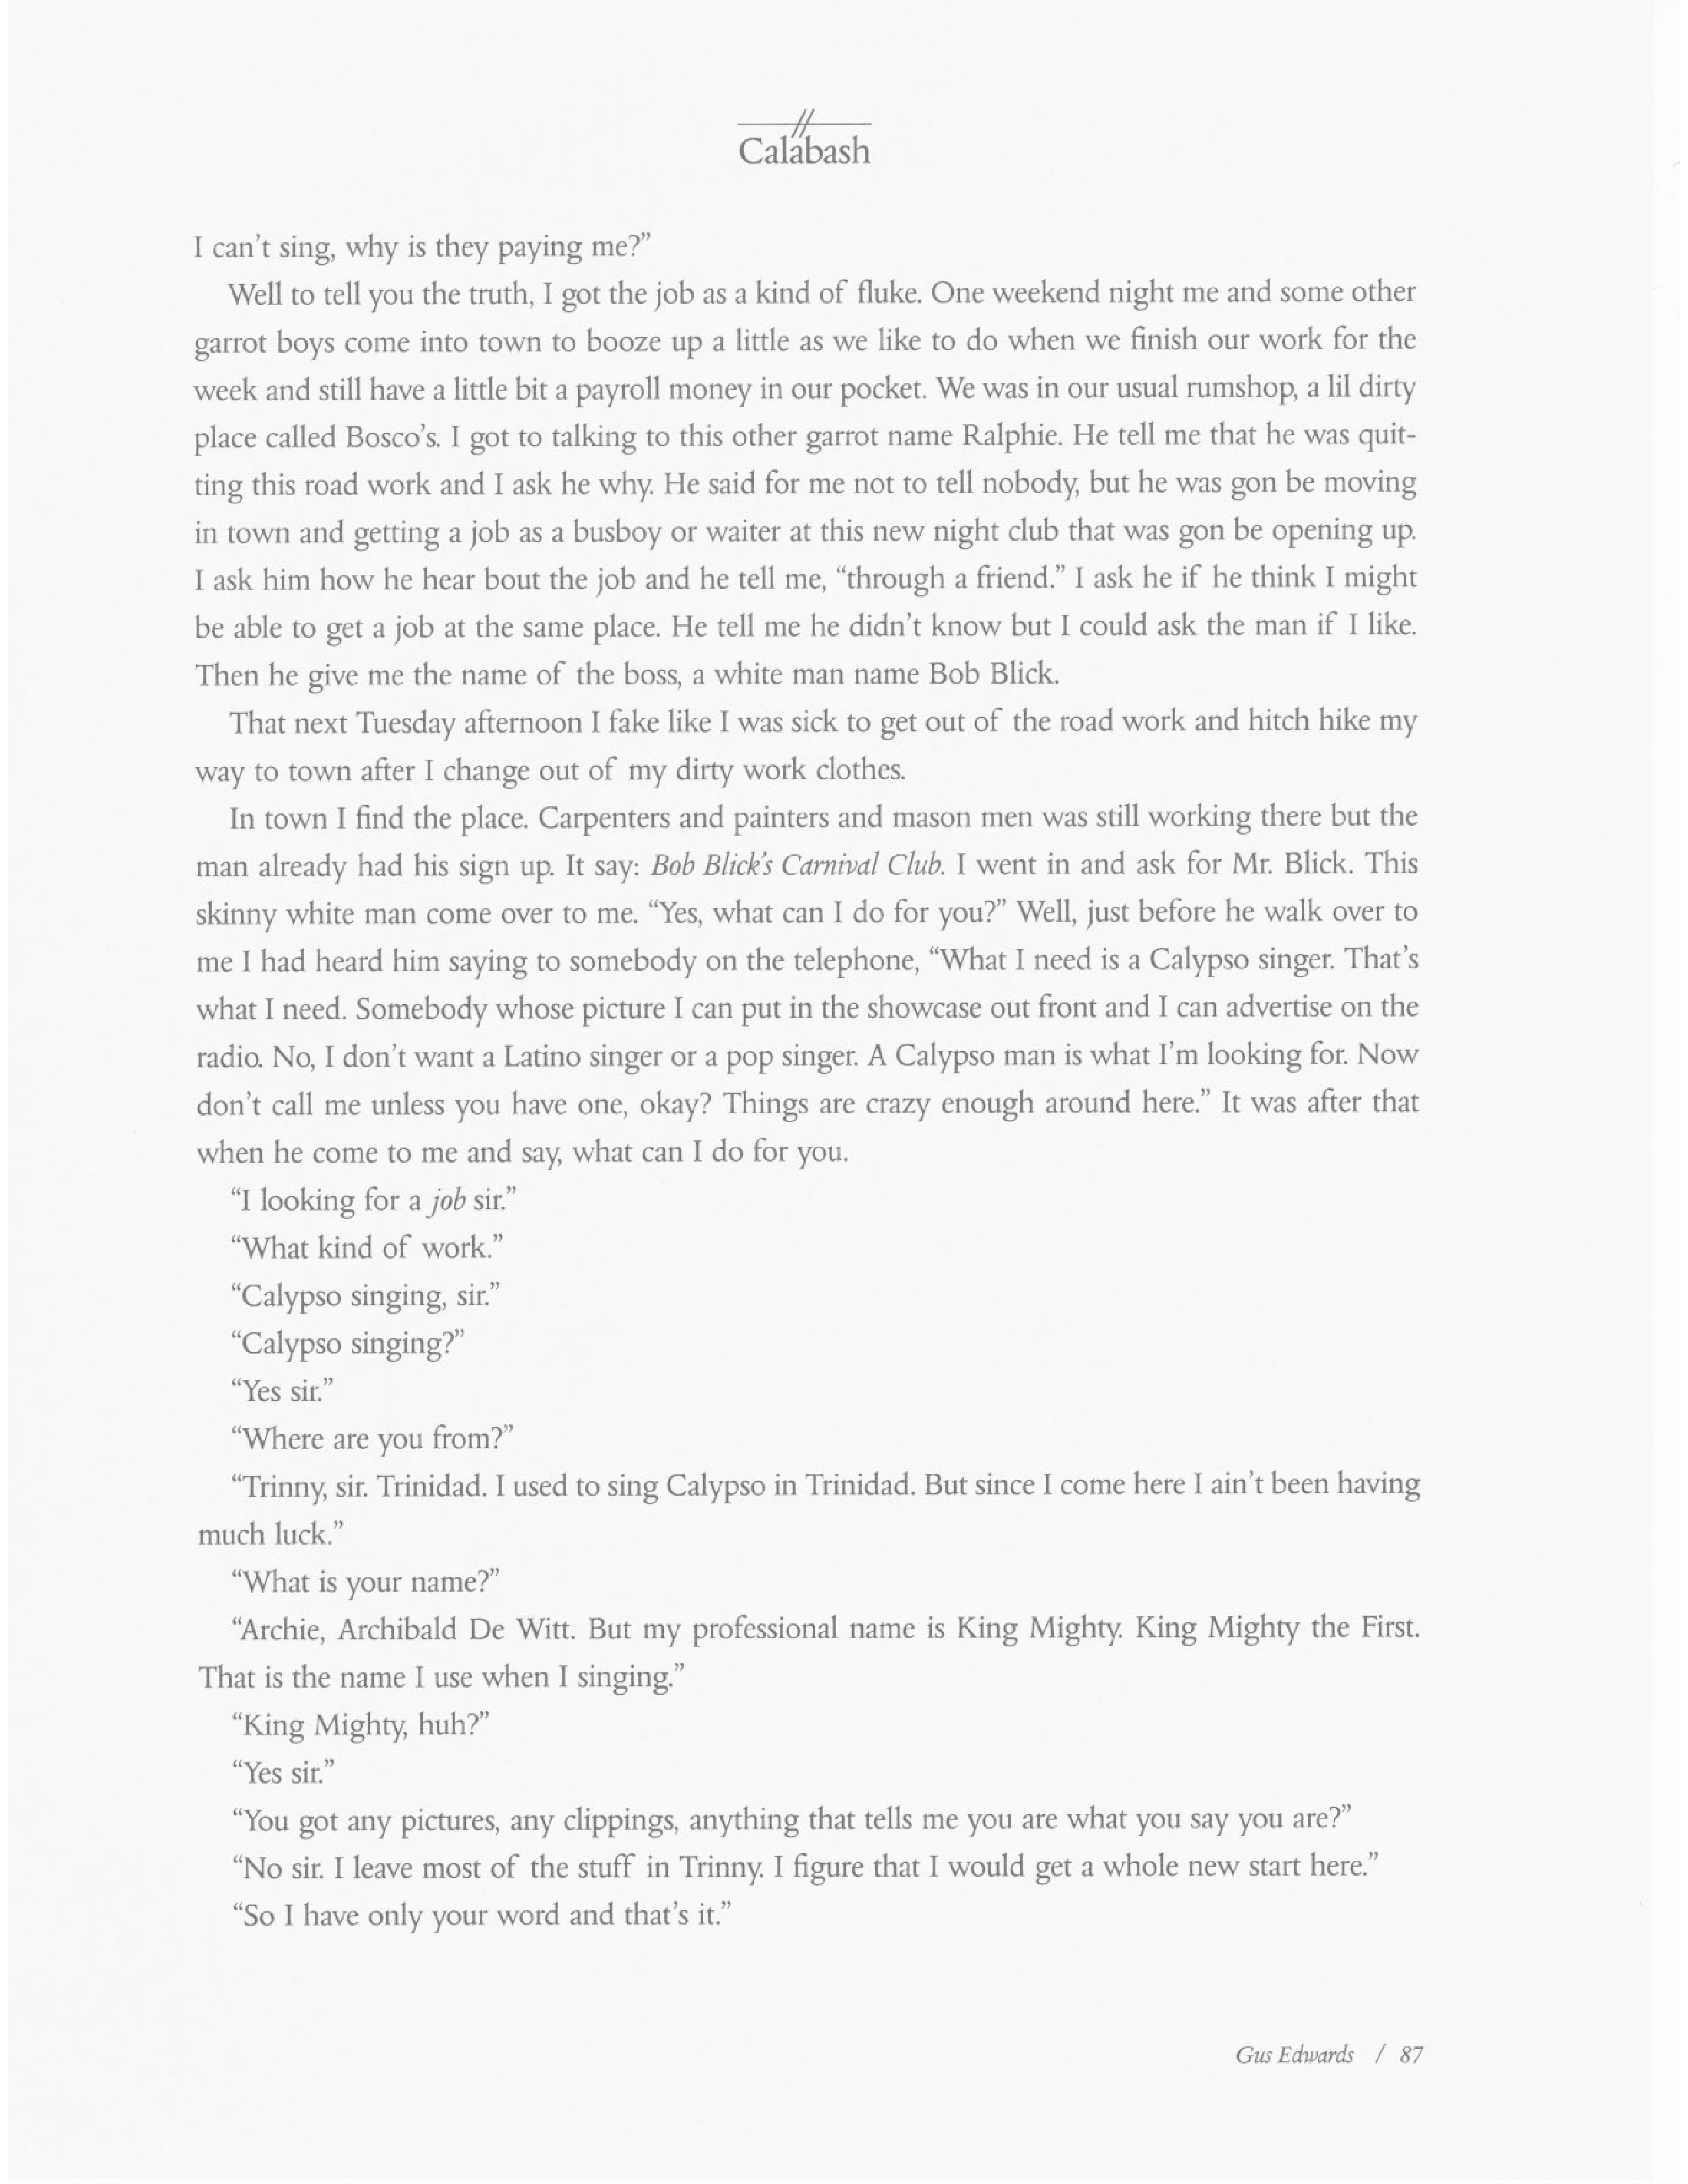 Calabash
I can't sing, why is they paying me?”
Well to tell you the truth, I got the job as a kind of fluke. One weekend night me and some other
garrot boys come into town to booze up a little as we like to do when we finish our work for the
week and still have a little bit a payroll money in our pocket. We was in our usual rumshop, a lil dirty
place called Bosco's. I got to talking to this other garrot name Ralphie. He tell me that he was quit-
ting this road work and I ask he why. He said for me not to tell nobody, but he was gon be moving
in town and getting a job as a busboy or waiter at this new night club that was gon be opening up.
I ask him how he hear bout the job and he tell me, “through a friend.” I ask he if he think I might
be able to get a job at the same place. He tell me he didn't know but I could ask the man if I like.
Then he give me the name of the boss, a white man name Bob Blick.
That next Tuesday afternoon I fake like I was sick to get out of the road work and hitch hike my
way to town after I change out of my dirty work clothes.
In town I find the place. Carpenters and painters and mason men was still working there but the
man already had his sign up. It say: Bob Blick's Carnival Club. I went in and ask for Mr. Blick. This
skinny white man come over to me. “Yes, what can I do for you?” Well, just before he walk over to
me I had heard him saying to somebody on the telephone, “What I need is a Calypso singer. That's
what I need. Somebody whose picture I can put in the showcase out front and I can advertise on the
radio. No, I don't want a Latino singer or a pop singer. A Calypso man is what I'm looking for. Now
don't call me unless you have one, okay? Things are crazy enough around here.” It was after that
when he come to me and say, what can I do for you.
“I looking for a job sir.”
“What kind of work.”
“Calypso singing, sir.”
“Calypso singing?”
“Yes sir.”
“Where are you from?”
“Trinny, sir. Trinidad. I used to sing Calypso in Trinidad. But since I come here I ain't been having
much luck.”
“What is your name?”
“Archie, Archibald De Witt. But my professional name is King Mighty. King Mighty the First.
That is the name I use when I singing.”
“King Mighty, huh?”
“Yes sir.”
“You got any pictures, any clippings, anything that tells me you are what you say you are?”
“No sir. I leave most of the stuff in Trinny. I figure that I would get a whole new start here.”
“So I have only your word and that's it.”
Gus Edwards / 87